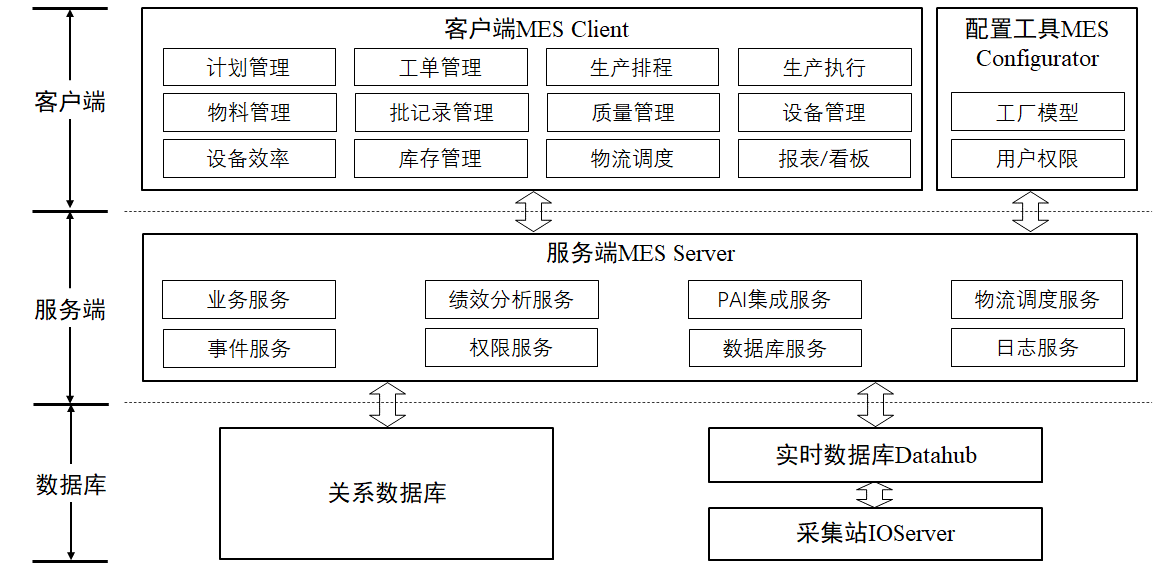 客户端
客户端MES Client
计划管理
工单管理
生产排程
生产执行
物料管理
批记录管理
质量管理
设备管理
设备效率
库存管理
物流调度
报表/看板
配置工具MES
Configurator
工厂模型
用户权限
服务端
服务端MES Server
业务服务
绩效分析服务
PAI集成服务
物流调度服务
事件服务
权限服务
数据库服务
日志服务
数据库
关系数据库
实时数据库Datahub
采集站IOServer